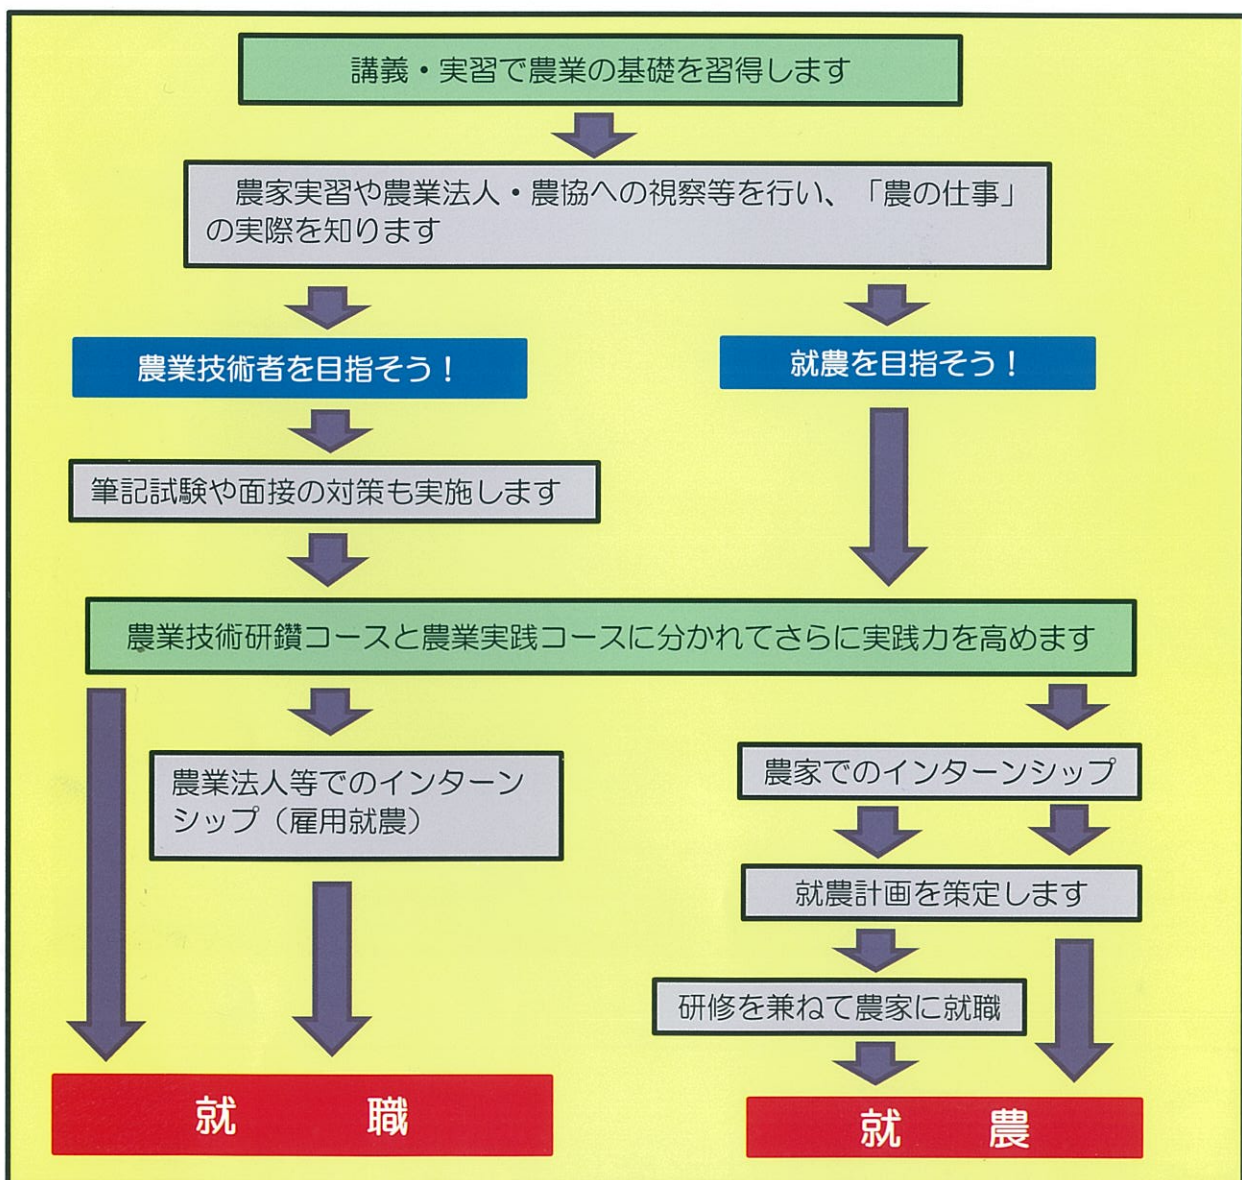 講義・実習で農業の基礎を習得します
農家実習や農業法人・農協への視察等を行い、「農の仕事」
の実際を知ります
農業技術者を目指そう！
就農を目指そう！
筆記試験や面接の対策も実施します
農業技術研鑽コースと農業実践コースに分かれてさらに実践力を高めます
農業法人等でのインターン
シップ（雇用就農）
農家でのインターンシップ
就農計画を策定します
研修を兼ねて農家に就職
就　職
就　農